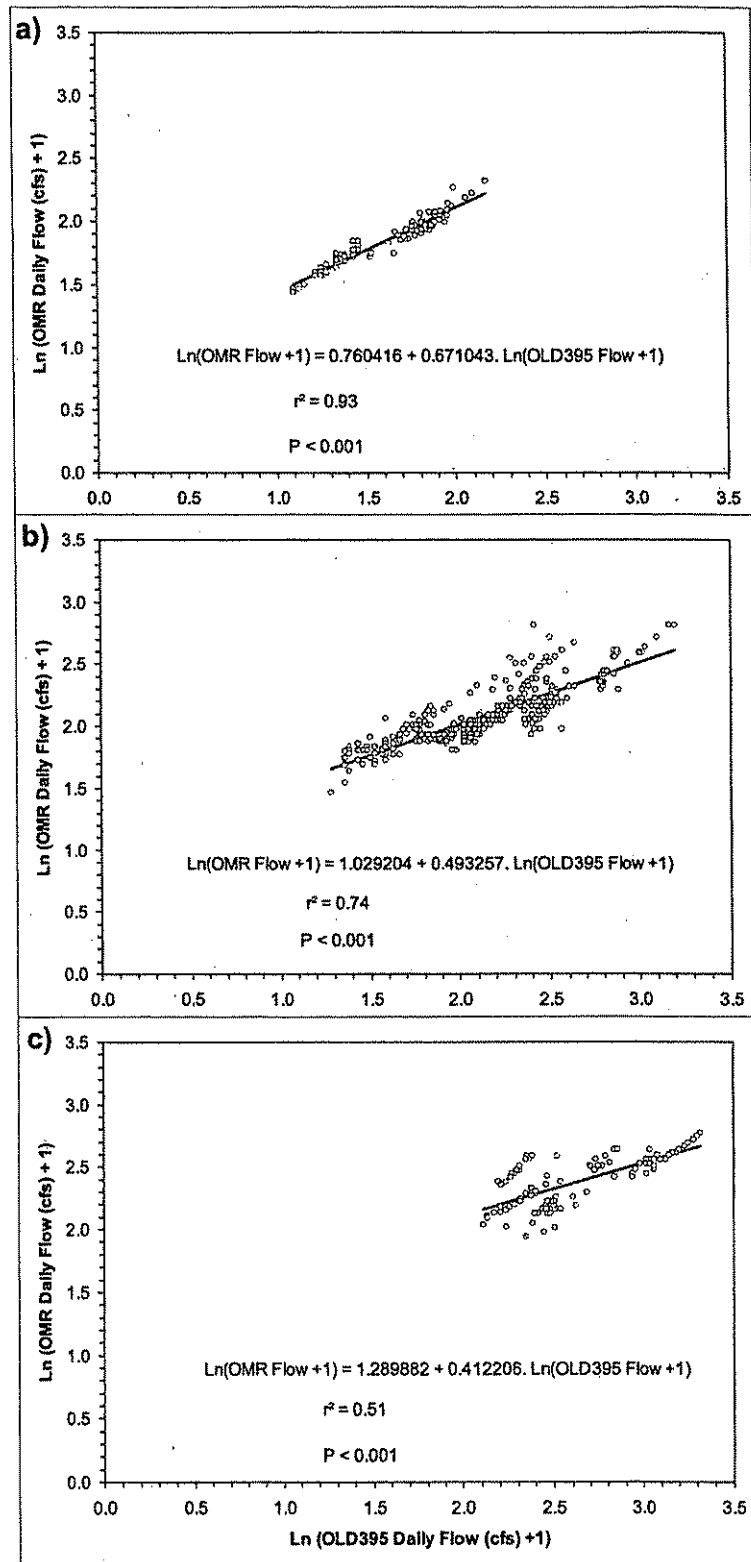 a)
3.5
3.0
2.5
2.0
1.5
1.0
0.5
0.0
Ln (OMR Daily Flow (cfs) + 1)
Ln(OMR Flow +1) = 0.760416 + 0.671043. Ln(OLD395 Flow +1)
r² = 0.93
P < 0.001
0.0 0.5 1.0 1.5 2.0 2.5 3.0 3.5
b)
3.5
3.0
2.5
2.0
1.5
1.0
0.5
0.0
Ln (OMR Daily Flow (cfs) + 1)
Ln(OMR Flow +1) = 1.029204 + 0.493257. Ln(OLD395 Flow +1)
r² = 0.74
P < 0.001
0.0 0.5 1.0 1.5 2.0 2.5 3.0 3.5
c)
3.5
3.0
2.5
2.0
1.5
1.0
0.5
0.0
Ln (OMR Daily Flow (cfs) + 1)
Ln(OMR Flow +1) = 1.289882 + 0.412206. Ln(OLD395 Flow +1)
r² = 0.51
P < 0.001
0.0 0.5 1.0 1.5 2.0 2.5 3.0 3.5
Ln (OLD395 Daily Flow (cfs) +1)